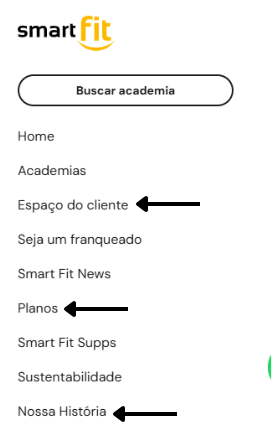 smart fit
Buscar academia
Home
Academias
Espaço do cliente
Seja um franqueado
Smart Fit News
Planos
Smart Fit Supps
Sustentabilidade
Nossa História